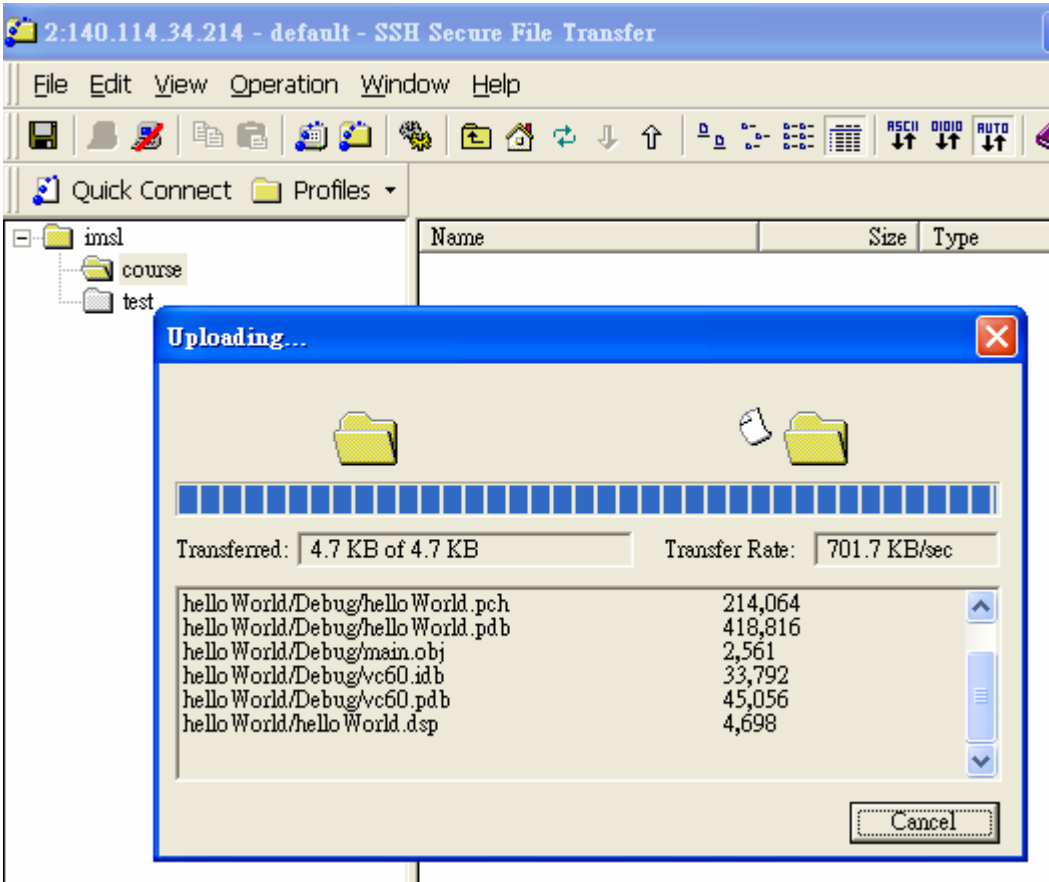 2:140.114.34.214 - default - SSH Secure File Transfer
File Edit View Operation Window Help
ASCII 01010 AUTO
Quick Connect Profiles
imsl
course
test
Name Size Type
Uploading...
Transferred: 4.7 KB of 4.7 KB Transfer Rate: 701.7 KB/sec
helloWorld/Debug/helloWorld.pch 214,064
helloWorld/Debug/helloWorld.pdb 418,816
helloWorld/Debug/main.obj 2,561
helloWorld/Debug/vc60.idb 33,792
helloWorld/Debug/vc60.pdb 45,056
helloWorld/helloWorld.dsp 4,698
Cancel